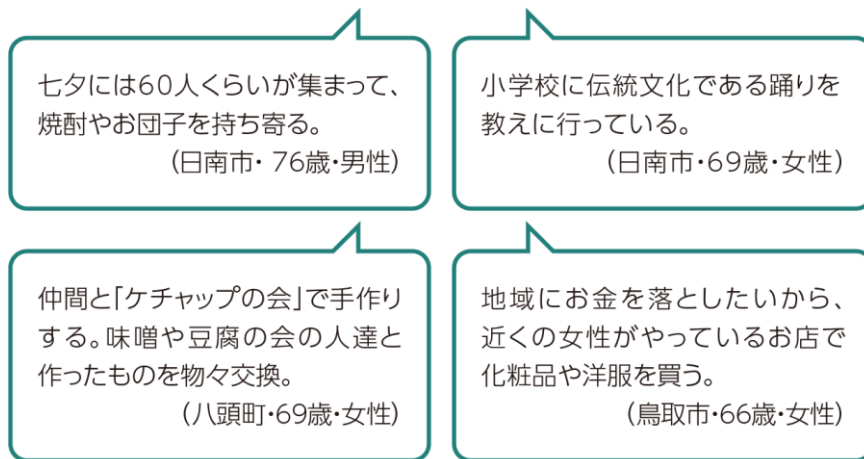 七夕には60人くらいが集まって、
焼酎やお団子を持ち寄る。
(日南市・ 76歳・男性)
小学校に伝統文化である踊りを
教えに行っている。
(日南市・69歳・女性)
仲間と「ケチャップの会」で手作り
する。味噌や豆腐の会の人達と
作ったものを物々交換。
(八頭町・69歳・女性)
地域にお金を落としたいから、
近くの女性がやっているお店で
化粧品や洋服を買う。
(鳥取市・66歳・女性)